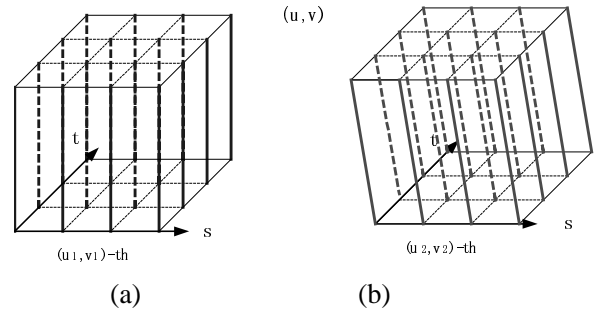 (u,v)
t
t
s
s
(u1,v1)-th
(u2,v2)-th
(a)
(b)